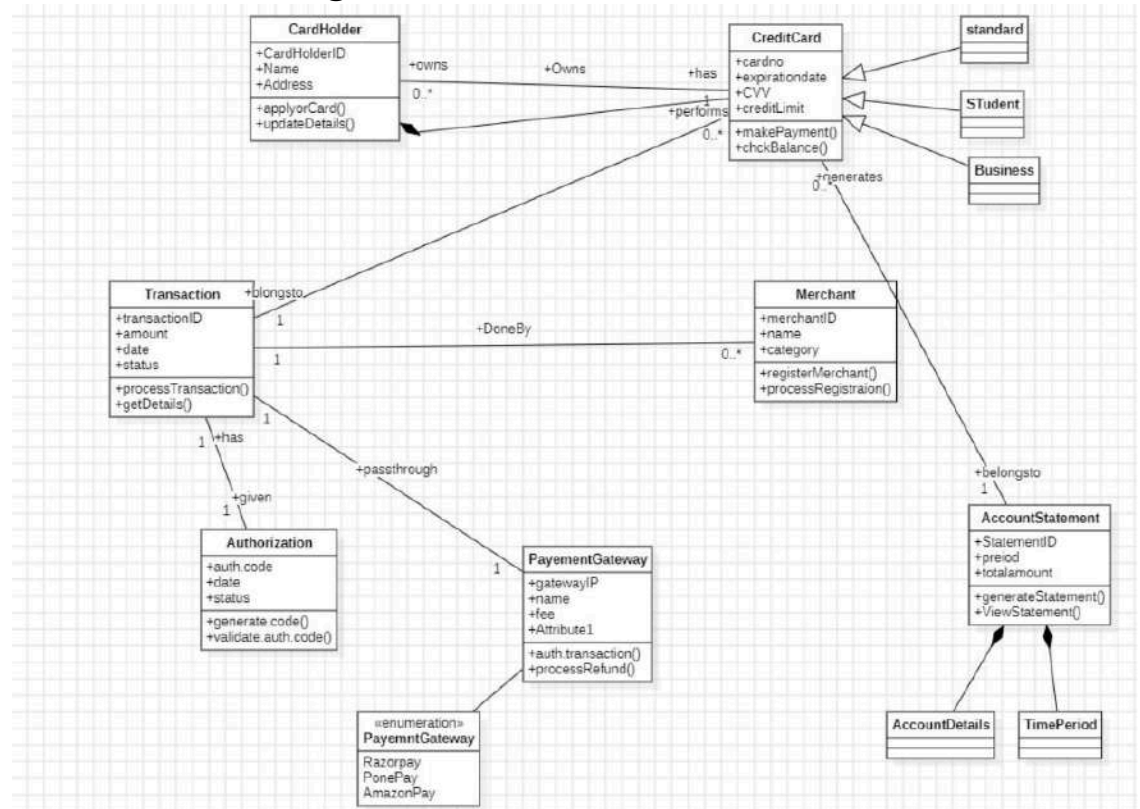 CardHolder
+CardHolderID
+Name
+Address
+applyorCard()
+updateDetails()
+owns
0..*
+Owns
+has
1
CreditCard
+cardno
+expirationdate
+CVV
+creditLimit
+makePayment()
+chckBalance()
standard
STudent
Business
+performs
0..*
+generates
0..*
Transaction
+transactionID
+amount
+date
+status
+processTransaction()
+getDetails()
+blongsto
1
+DoneBy
1
0..*
Merchant
+merchantID
+name
+category
+registerMerchant()
+processRegistraion()
1
+has
1
+passthrough
+given
1
1
+belongsto
1
Authorization
+auth.code
+date
+status
+generate.code()
+validate.auth.code()
PayementGateway
+gatewayIP
+name
+fee
+Attribute1
+auth.transaction()
+processRefund()
AccountStatement
+StatementID
+preiod
+totalamount
+generateStatement()
+ViewStatement()
«enumeration»
PayemntGateway
Razorpay
PonePay
AmazonPay
AccountDetails
TimePeriod